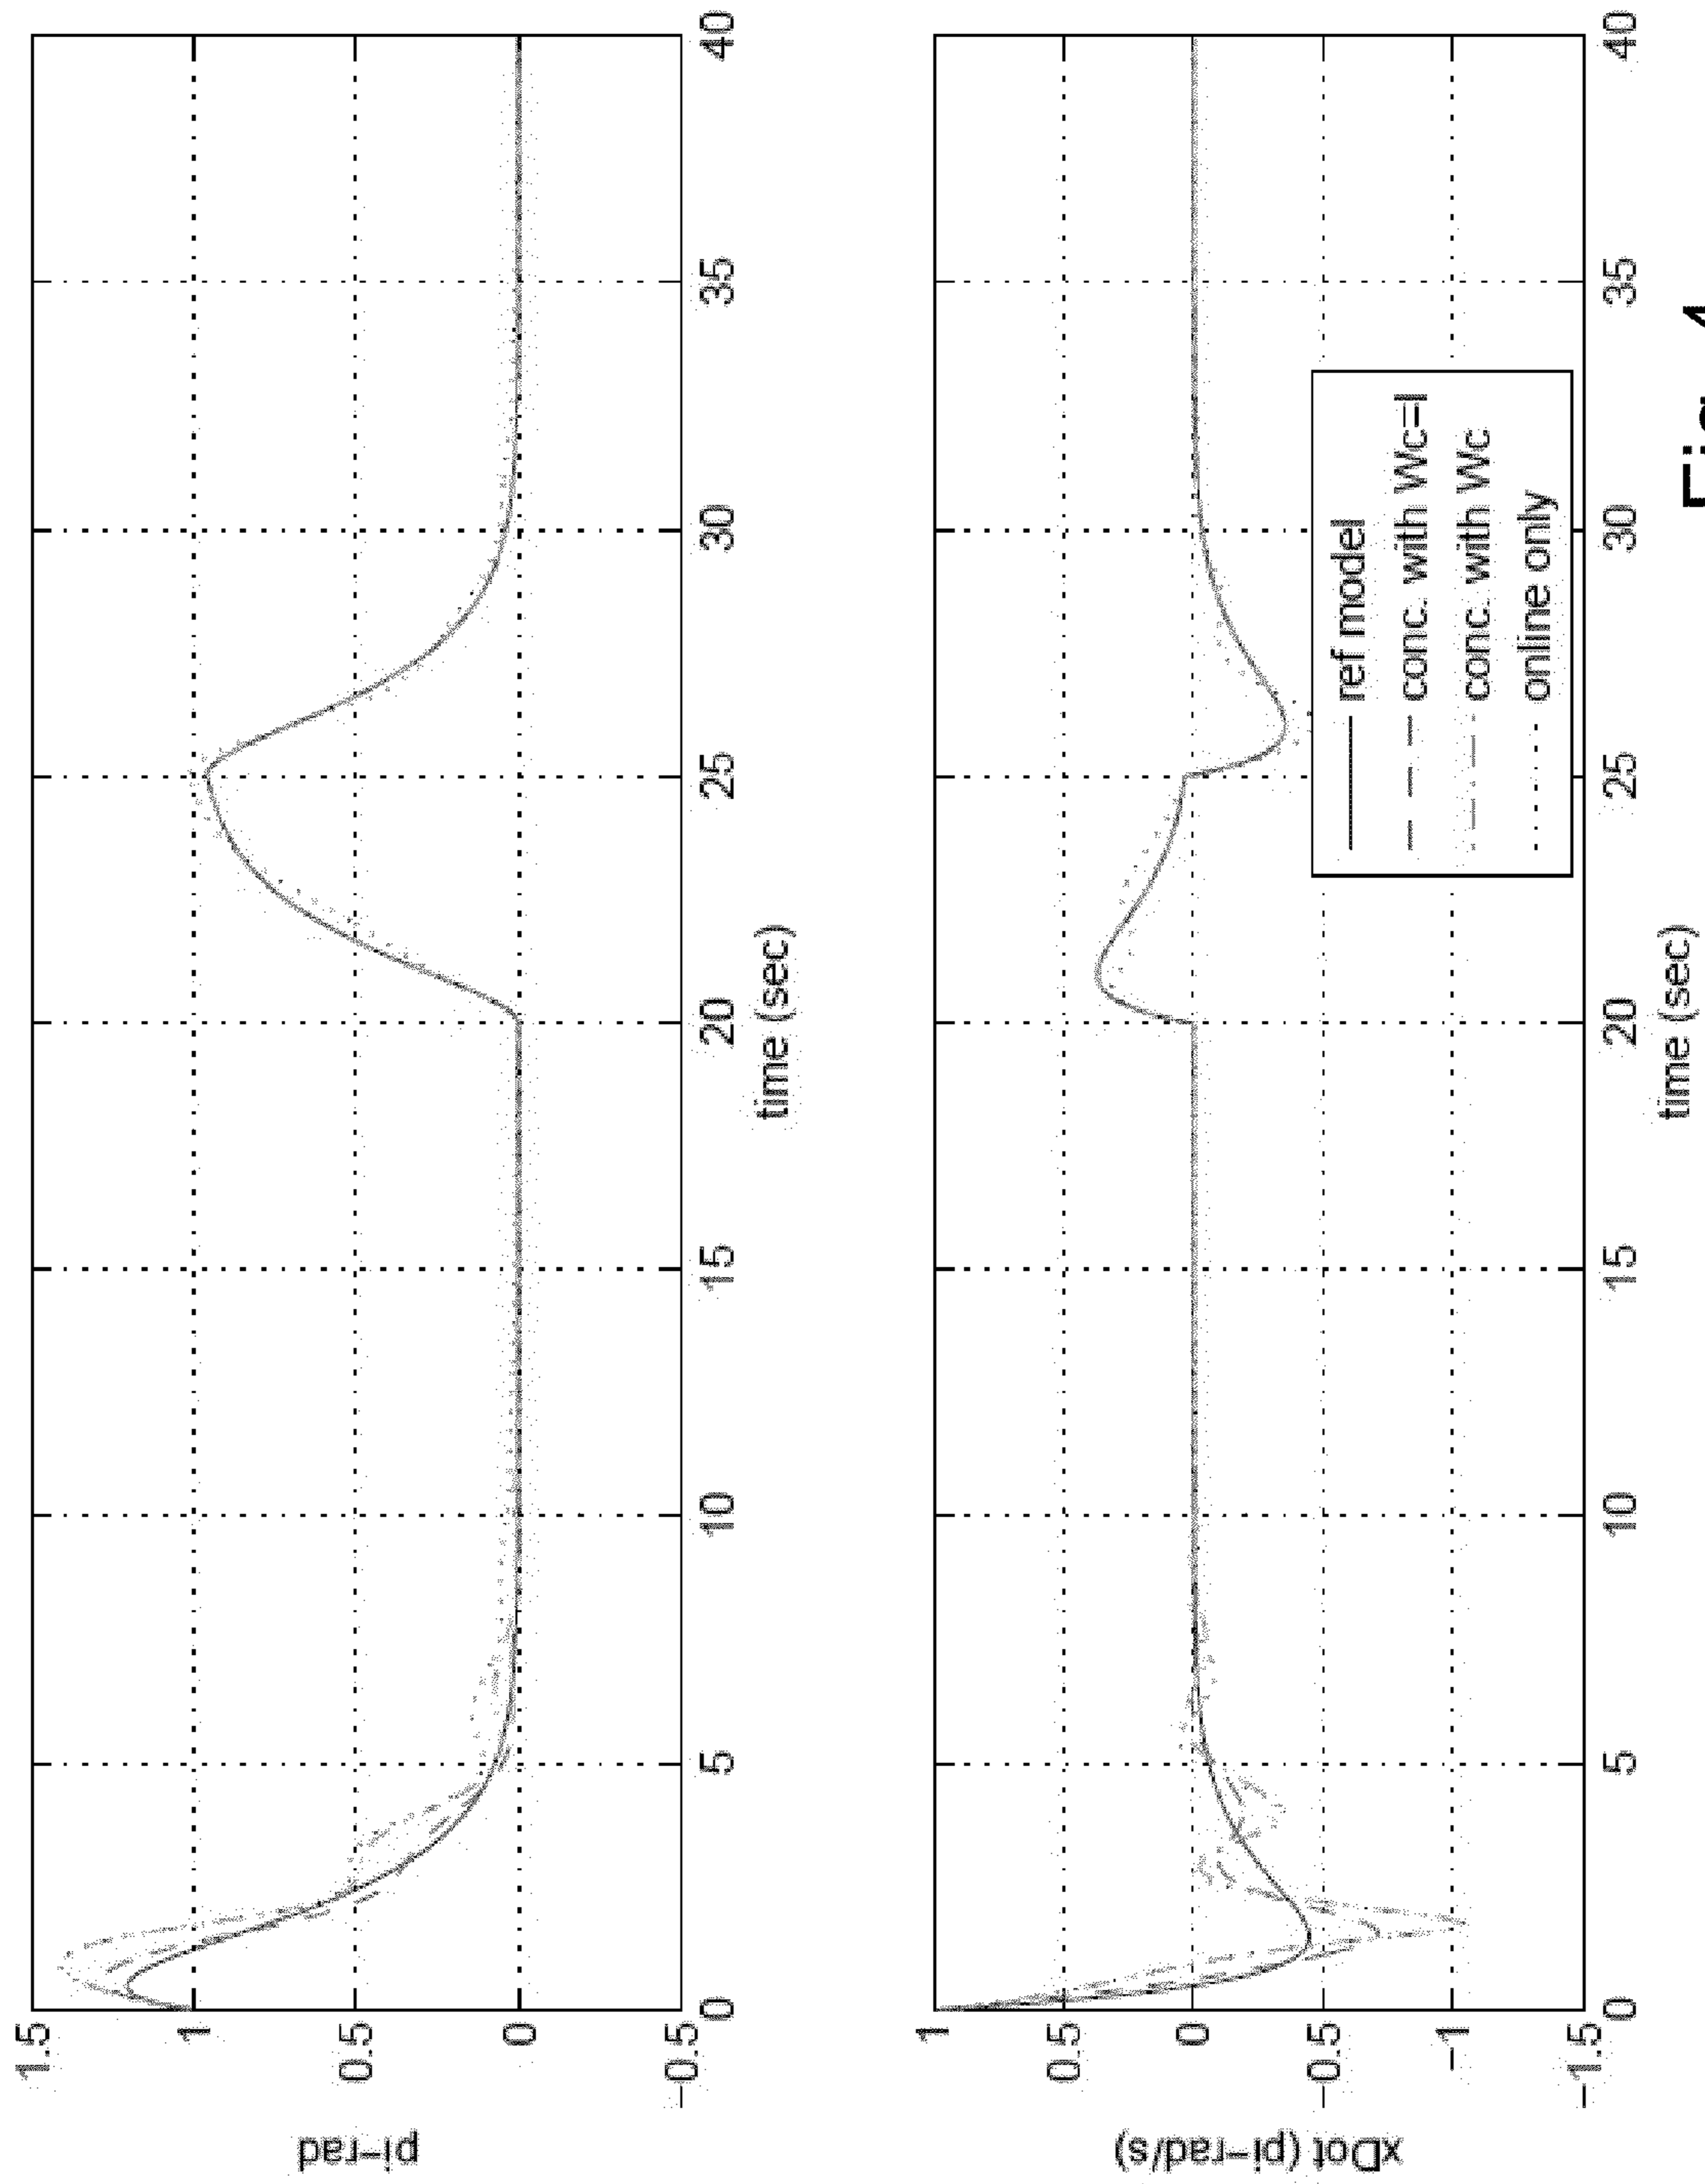 pi-rad
1.5
1
0.5
0
-0.5
0 5 10 15 20 25 30 35 40
time (sec)
xDot (pi-rad/s)
1
0.5
0
-0.5
-1
-1.5
0 5 10 15 20 25 30 35 40
time (sec)
ref model
conc. with Wc=I
conc. with Wc
online only